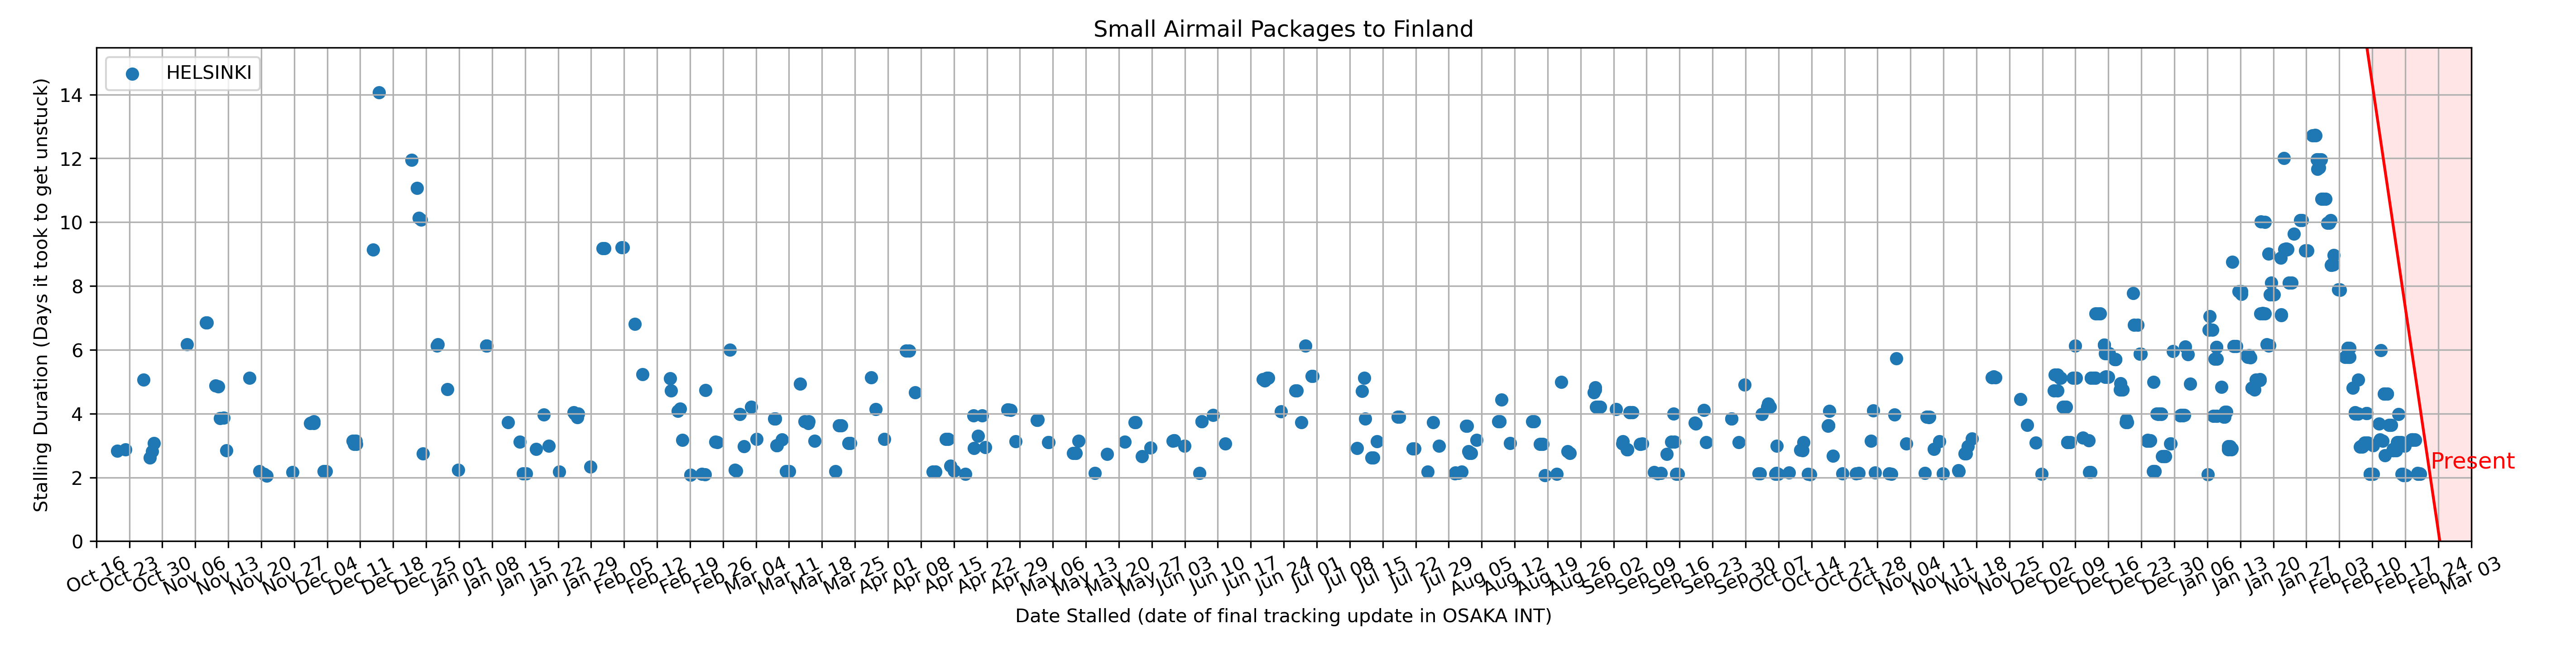 Small Airmail Packages to Finland
HELSINKI
Stalling Duration (Days it took to get unstuck)
14
12
10
8
6
4
2
0
Present
Oct 16 Oct 23 Oct 30 Nov 06 Nov 13 Nov 20 Nov 27 Dec 04 Dec 11 Dec 18 Dec 25 Jan 01 Jan 08 Jan 15 Jan 22 Jan 29 Feb 05 Feb 12 Feb 19 Feb 26 Mar 04 Mar 11 Mar 18 Mar 25 Apr 01 Apr 08 Apr 15 Apr 22 Apr 29 May 06 May 13 May 20 May 27 Jun 03 Jun 10 Jun 17 Jun 24 Jul 01 Jul 08 Jul 15 Jul 22 Jul 29 Aug 05 Aug 12 Aug 19 Aug 26 Sep 02 Sep 09 Sep 16 Sep 23 Sep 30 Oct 07 Oct 14 Oct 21 Oct 28 Nov 04 Nov 11 Nov 18 Nov 25 Dec 02 Dec 09 Dec 16 Dec 23 Dec 30 Jan 06 Jan 13 Jan 20 Jan 27 Feb 03 Feb 10 Feb 17 Feb 24 Mar 03
Date Stalled (date of final tracking update in OSAKA INT)